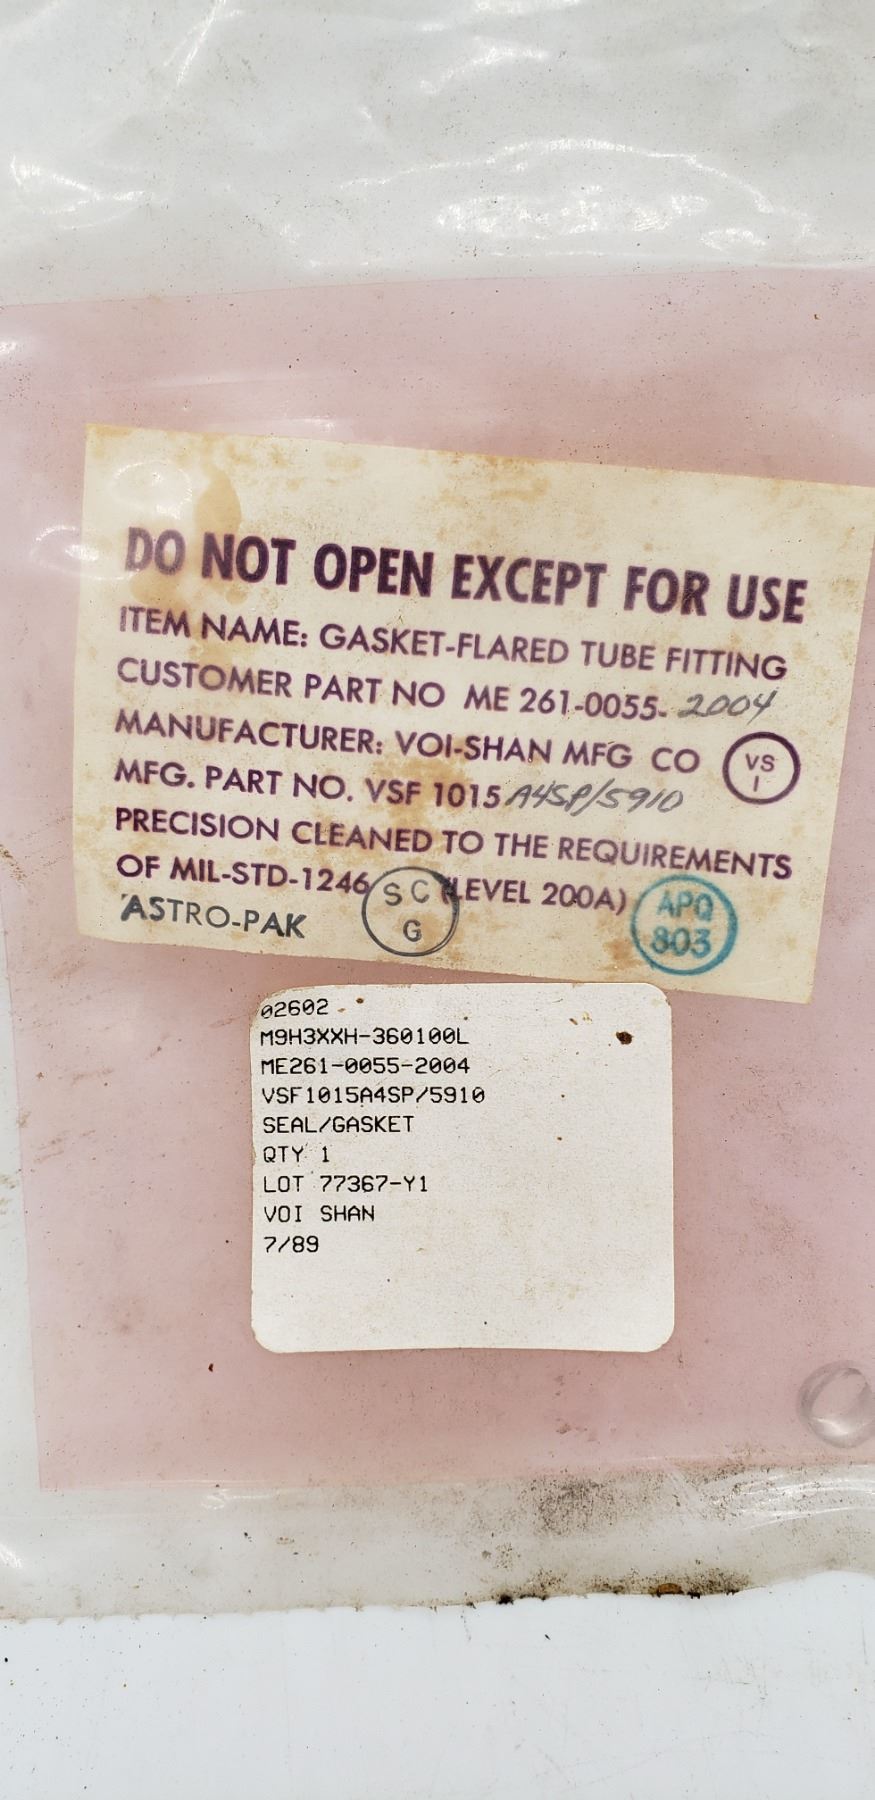 DO NOT OPEN EXCEPT FOR USE
ITEM NAME: GASKET-FLARED TUBE FITTING
CUSTOMER PART NO ME 261-0055- 2004
MANUFACTURER: VOI-SHAN MFG CO
VS
I
MFG. PART NO. VSF 1015 A4SP/5910
PRECISION CLEANED TO THE REQUIREMENTS
OF MIL-STD-1246 (LEVEL 200A)
SC
G
APQ
803
ASTRO-PAK
02602
M9H3XXH-360100L
ME261-0055-2004
VSF1015A4SP/5910
SEAL/GASKET
QTY 1
LOT 77367-Y1
VOI SHAN
7/89